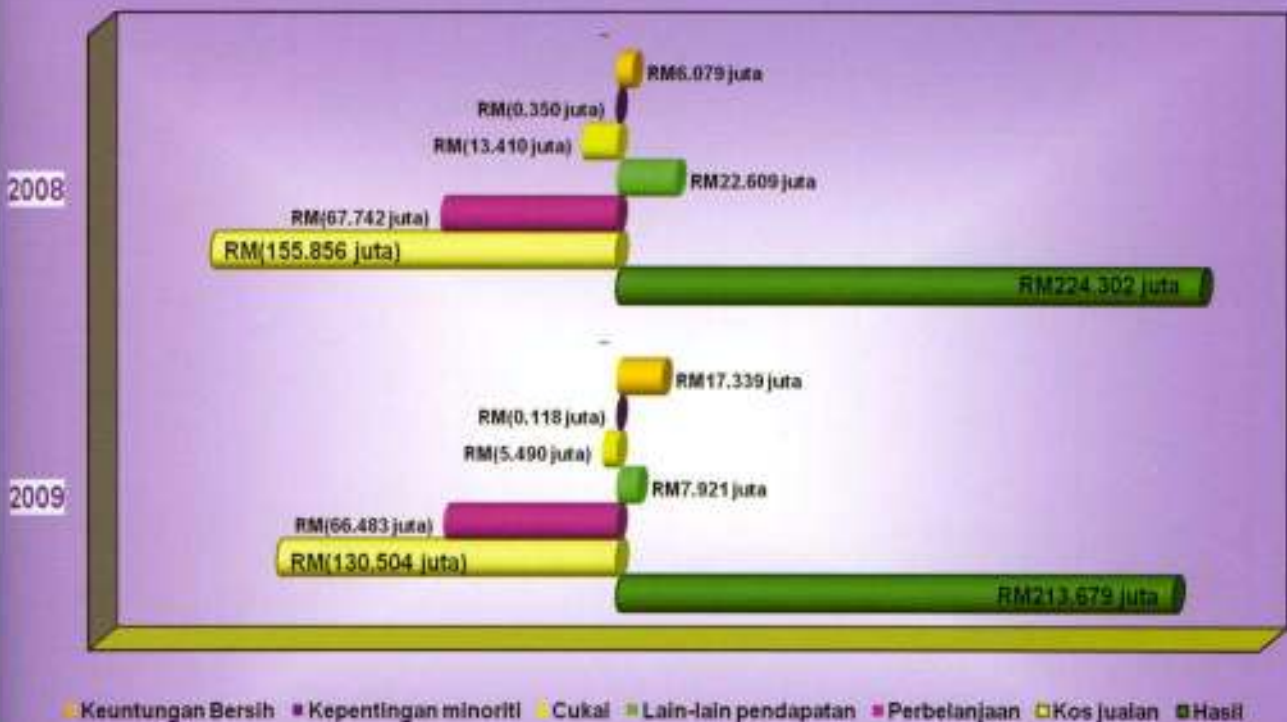 RM6.079 juta
RM(0.350 juta)
RM(13.410 juta)
2008
RM22.609 juta
RM(67.742 juta)
RM(155.856 juta)
RM224.302 juta
RM17.339 juta
RM(0.118 juta)
RM(5.490 juta)
2009
RM7.921 juta
RM(66.483 juta)
RM(130.504 juta)
RM213.679 juta
Keuntungan Bersih Kepentingan minoriti Cukai Lain-lain pendapatan Perbelanjaan Kos jualan Hasil